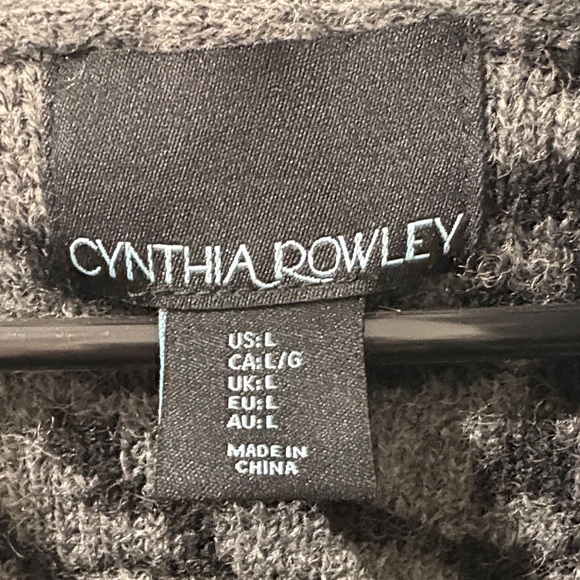 CYNTHIA ROWLEY
US:L
CA:L/G
UK:L
EU:L
AU:L
MADE IN
CHINA